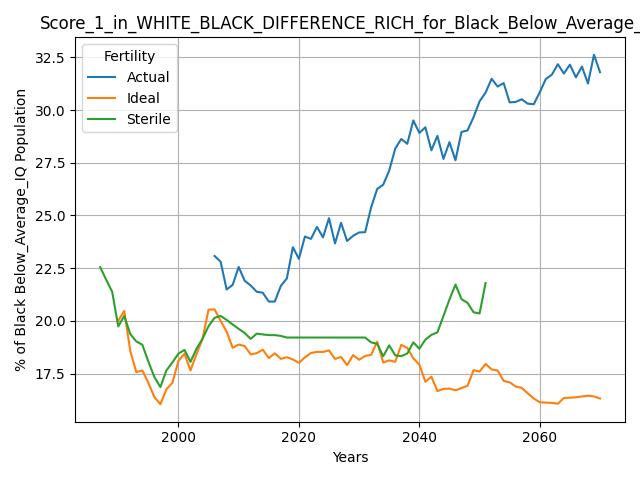 Score_1_in_WHITE_BLACK_DIFFERENCE_RICH_for_Black_Below_Average_
Fertility
Actual
Ideal
Sterile
% of Black Below_Average_IQ Population
32.5
30.0
27.5
25.0
22.5
20.0
17.5
2000
2020
2040
2060
Years